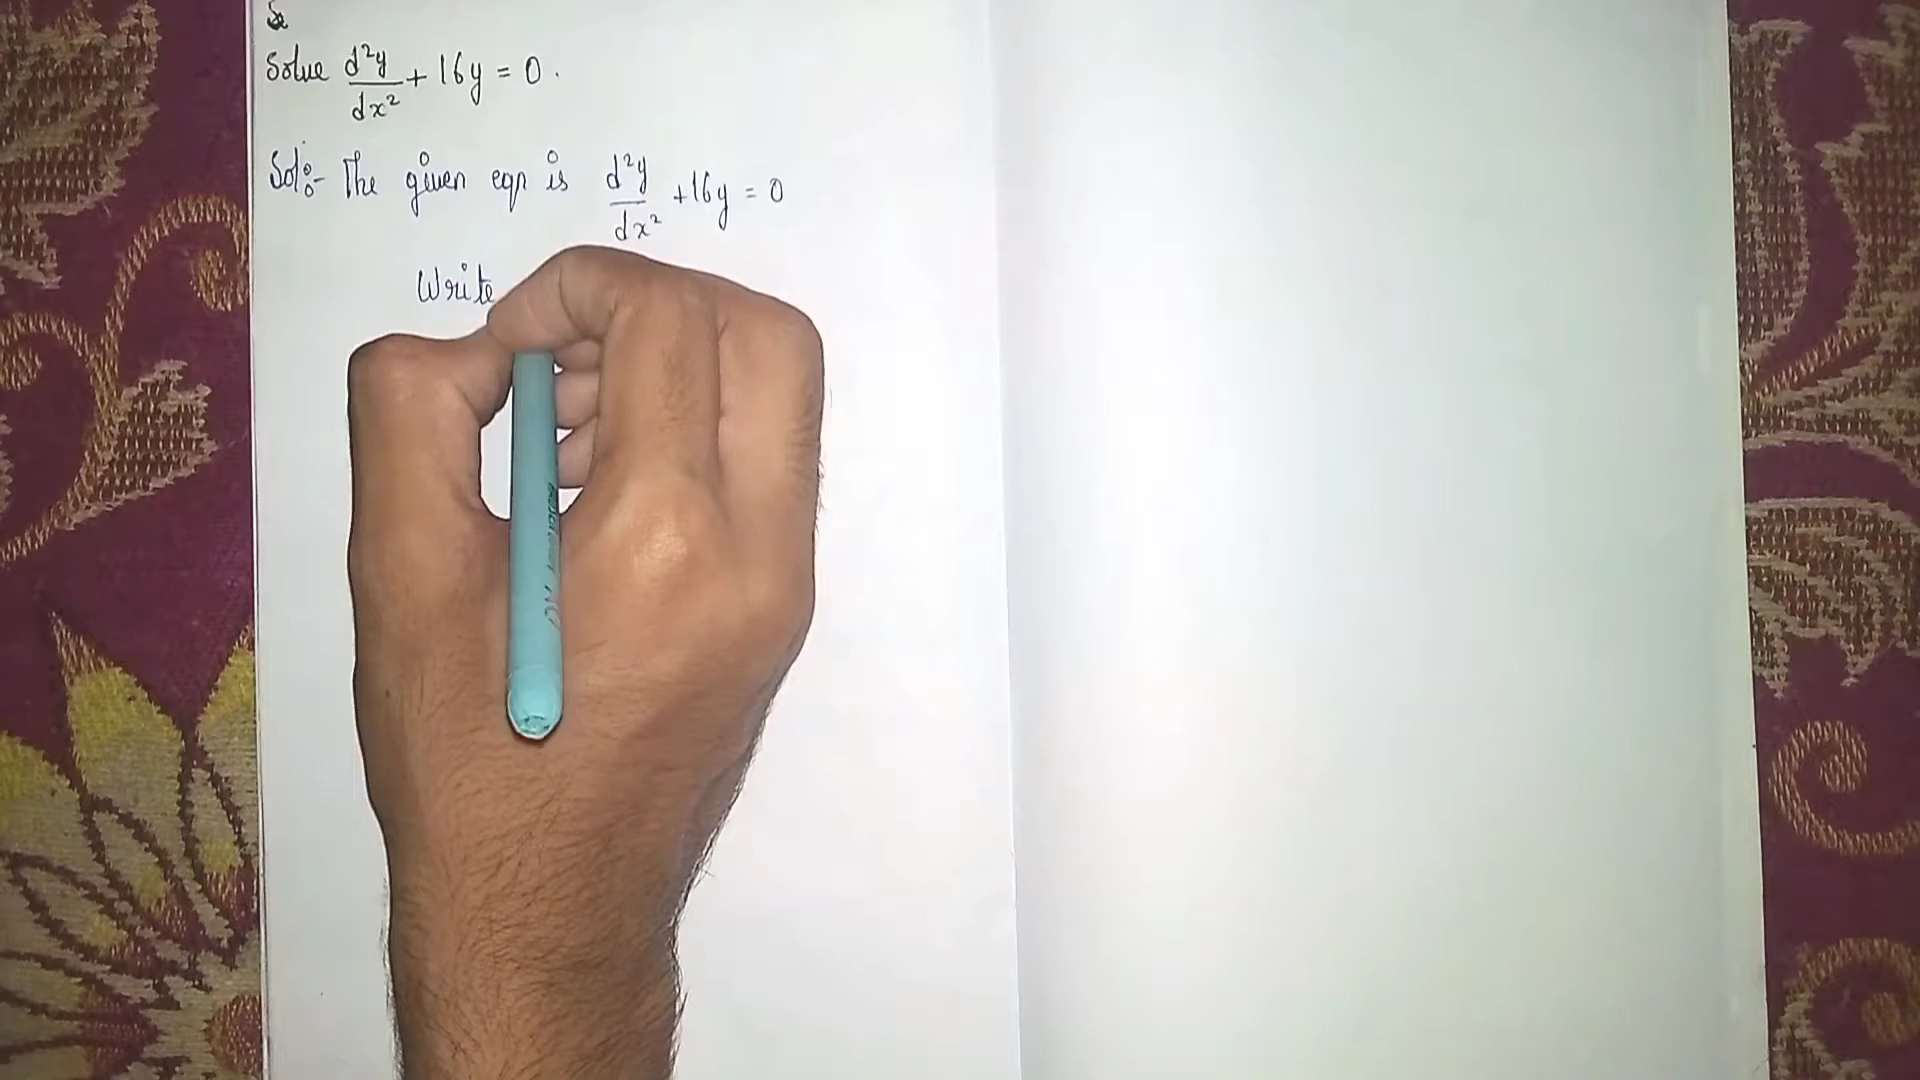 Solve d²y/dx² + 16y = 0.
Sol:- The given eqn is d²y/dx² + 16y = 0
Write